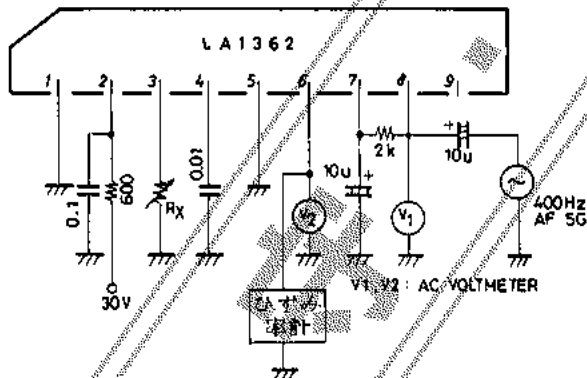 LA1362
1 2 3 4 5 6 7 8 9
0.1
600
Rx
0.02
10u
2k
10u
V2
V1
400Hz
AF SG
30V
V1, V2 : AC VOLTMETER
ひずみ
率計